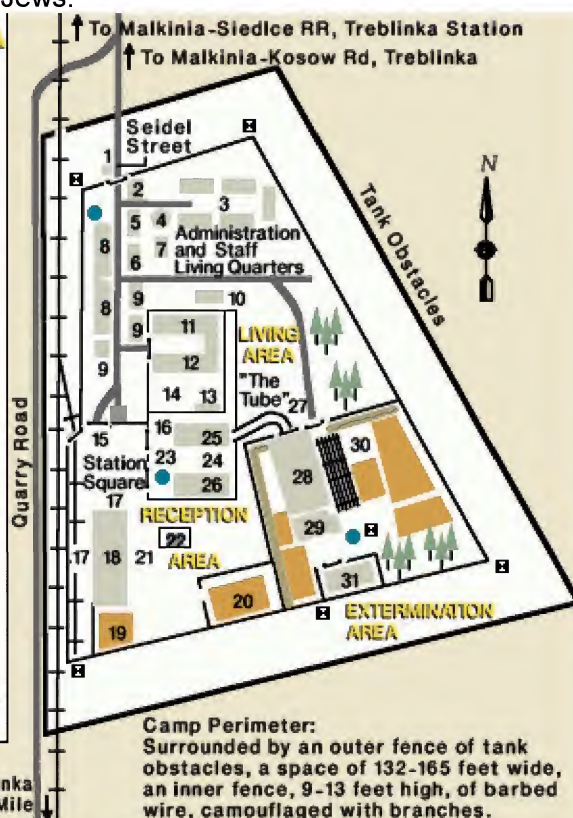 Jews.
To Malkinia-Siedlce RR, Treblinka Station
To Malkinia-Kosow Rd, Treblinka
Seidel
Street
1
N
2
3
5 4
Administration
7 and Staff
Living Quarters
8
6
Tank Obstacles
9
10
8
11
LIVING
AREA
9
12
9
"The
Tube"
14
13
27
15
16
25
30
Station
Square
23
24
28
17
26
RECEPTION
AREA
22
29
17
18
21
31
20
19
EXTERMINATION
AREA
Quarry Road
Camp Perimeter:
Surrounded by an outer fence of tank
obstacles, a space of 132-165 feet wide,
an inner fence, 9-13 feet high, of barbed
wire, camouflaged with branches.
nka
Mile